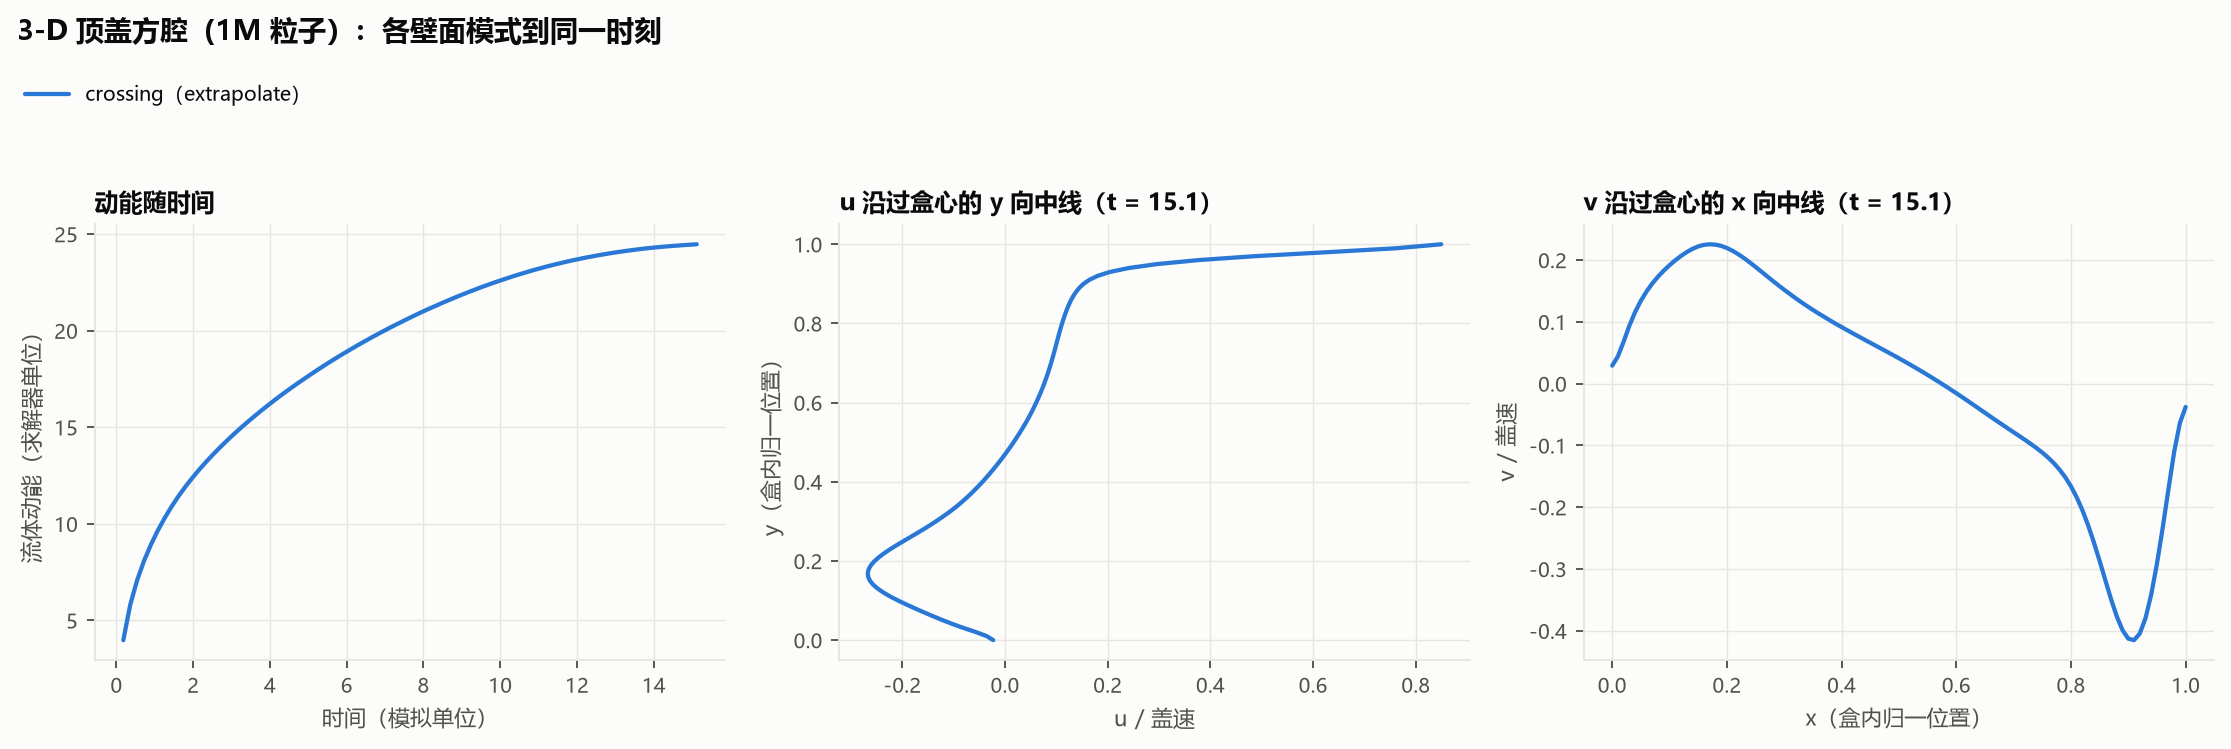 3-D 顶盖方腔（1M 粒子）：各壁面模式到同一时刻
crossing（extrapolate）
动能随时间
流体动能（求解器单位）
25
20
15
10
5
0 2 4 6 8 10 12 14
时间（模拟单位）
u 沿过盒心的 y 向中线（t = 15.1）
y（盒内归一位置）
1.0
0.8
0.6
0.4
0.2
0.0
-0.2 0.0 0.2 0.4 0.6 0.8
u / 盖速
v 沿过盒心的 x 向中线（t = 15.1）
v / 盖速
0.2
0.1
0.0
-0.1
-0.2
-0.3
-0.4
0.0 0.2 0.4 0.6 0.8 1.0
x（盒内归一位置）